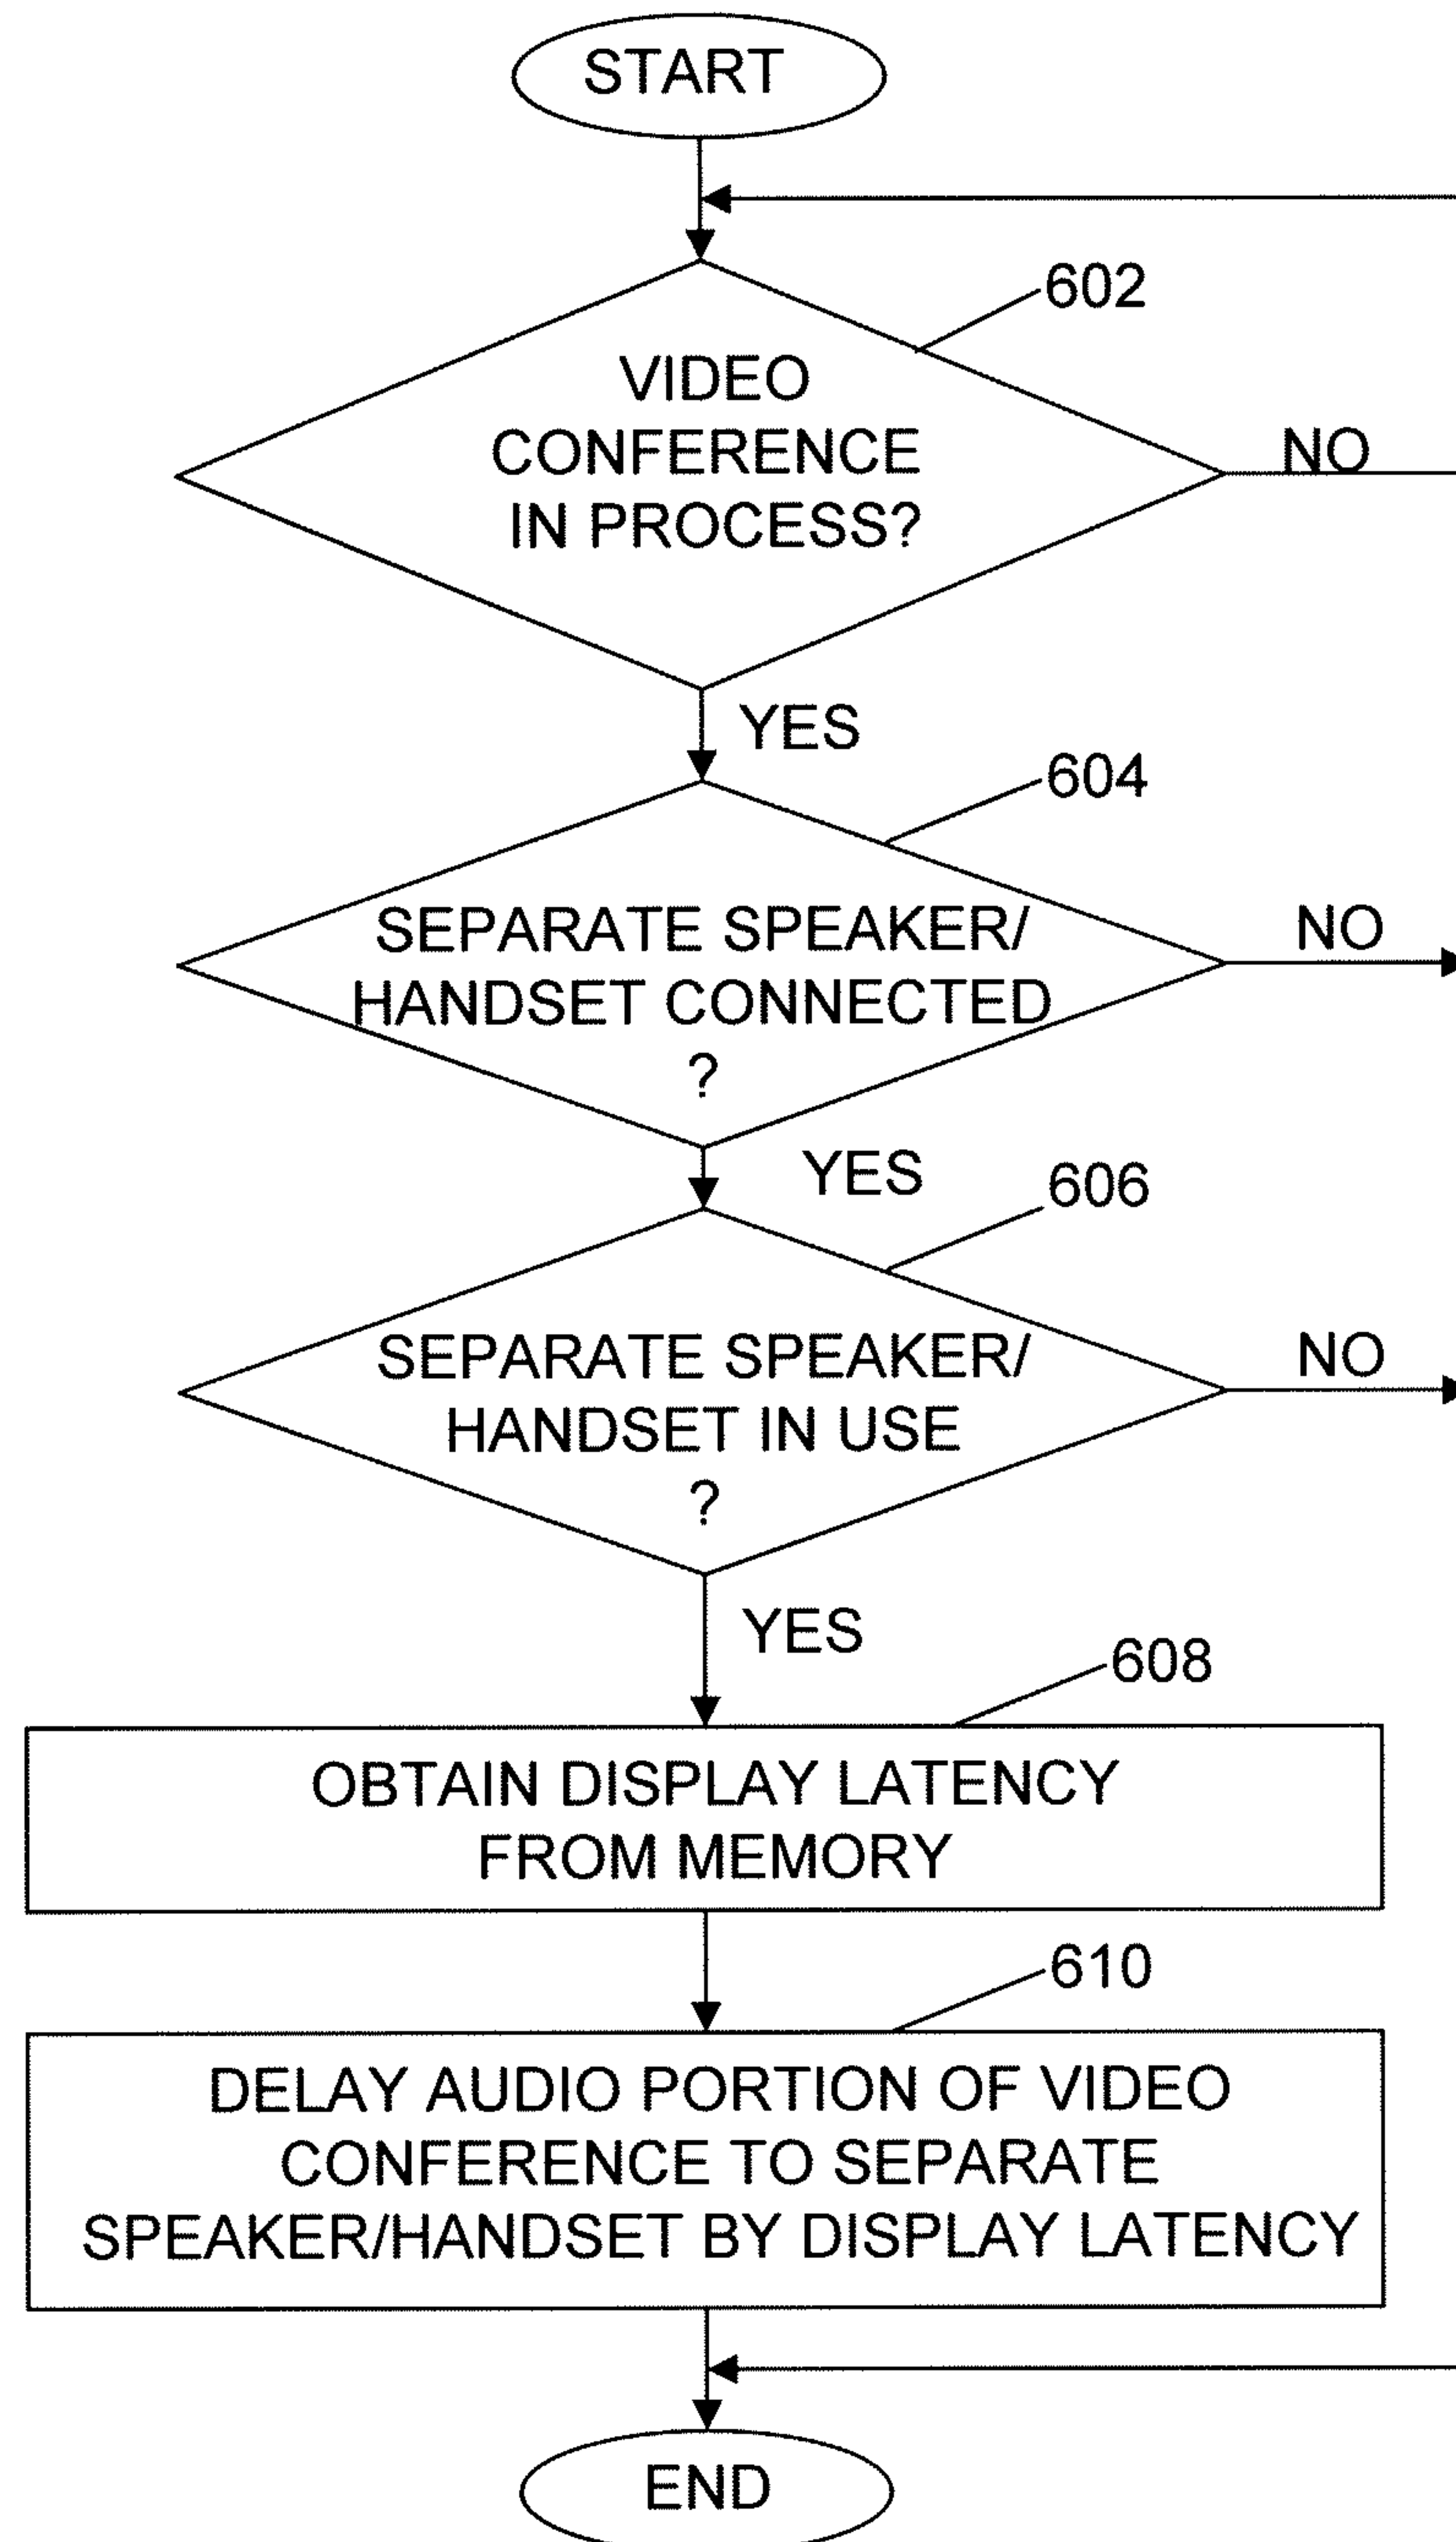 START
602
VIDEO
CONFERENCE
IN PROCESS?
NO
YES
604
SEPARATE SPEAKER/
HANDSET CONNECTED
?
NO
YES
606
SEPARATE SPEAKER/
HANDSET IN USE
?
NO
YES
608
OBTAIN DISPLAY LATENCY
FROM MEMORY
610
DELAY AUDIO PORTION OF VIDEO
CONFERENCE TO SEPARATE
SPEAKER/HANDSET BY DISPLAY LATENCY
END